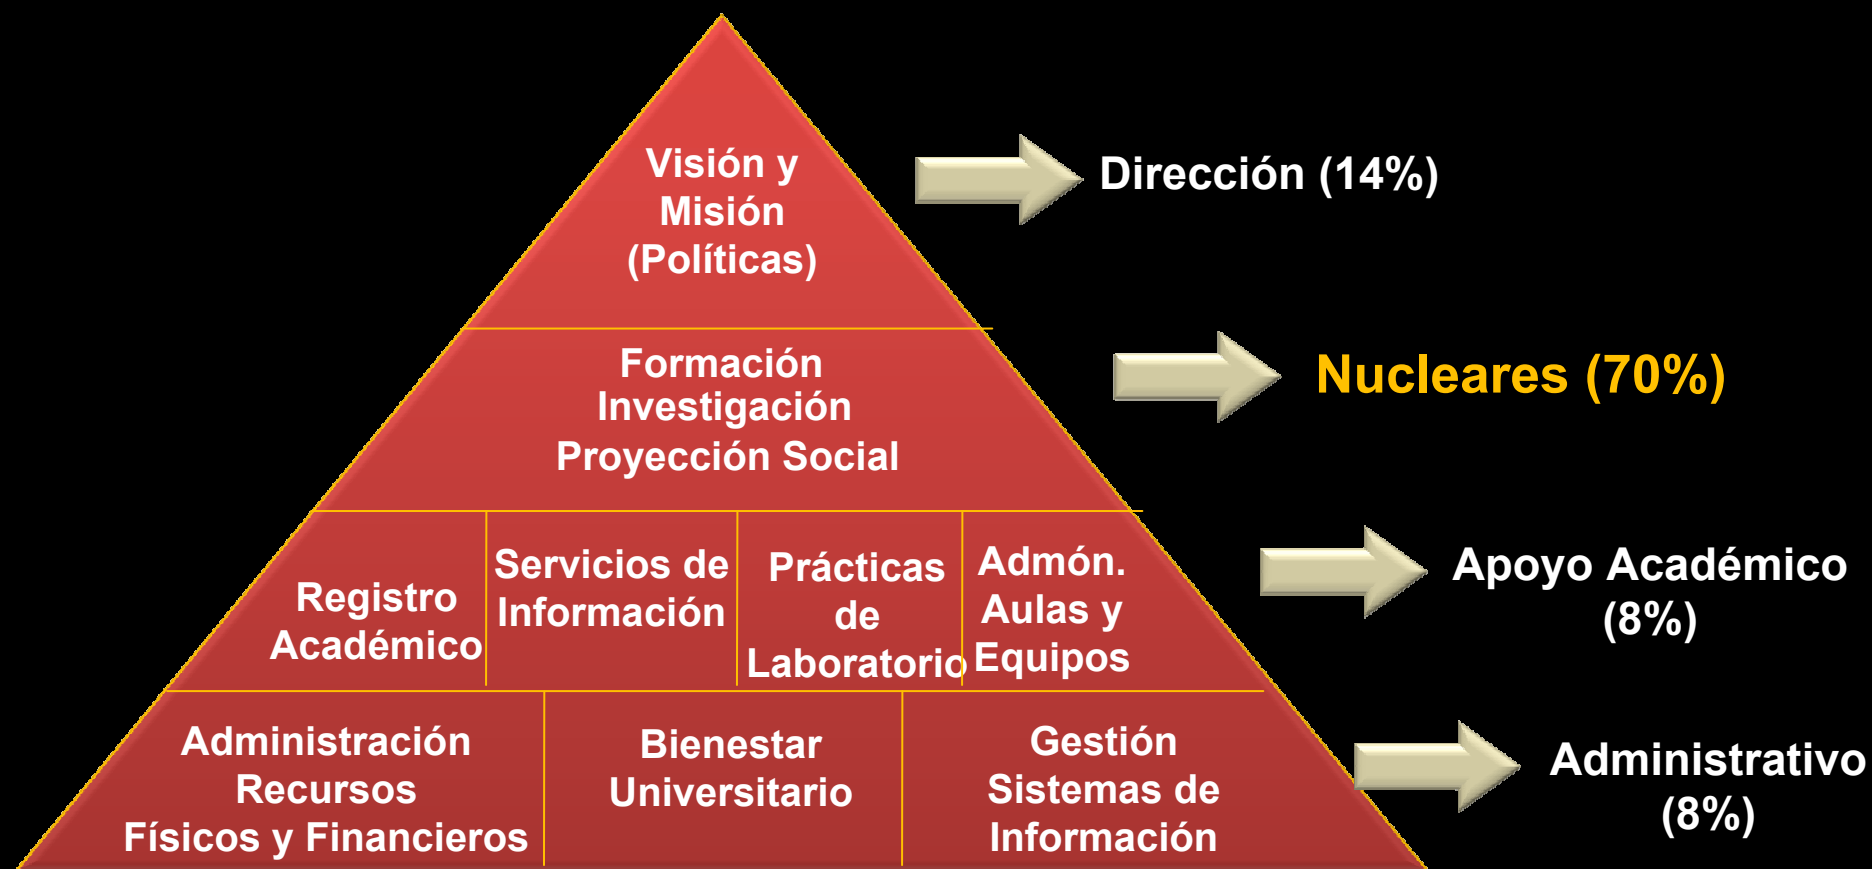 Visión y
Misión
(Políticas)
Dirección (14%)
Formación
Investigación
Proyección Social
Nucleares (70%)
Registro
Académico
Servicios de
Información
Prácticas
de
Laboratorio
Admón.
Aulas y
Equipos
Apoyo Académico
(8%)
Administración
Recursos
Físicos y Financieros
Bienestar
Universitario
Gestión
Sistemas de
Información
Administrativo
(8%)